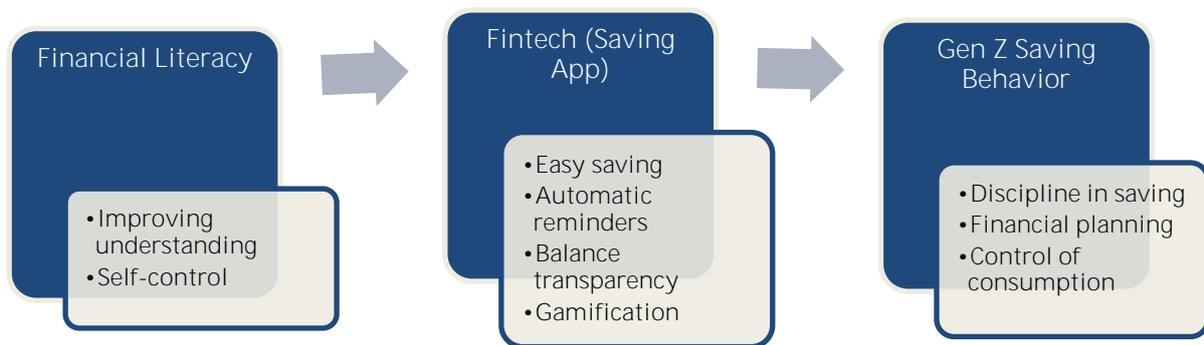 Financial Literacy
•Improving
understanding
•Self-control
Fintech (Saving
App)
•Easy saving
•Automatic
reminders
•Balance
transparency
•Gamification
Gen Z Saving
Behavior
•Discipline in saving
•Financial planning
•Control of
consumption